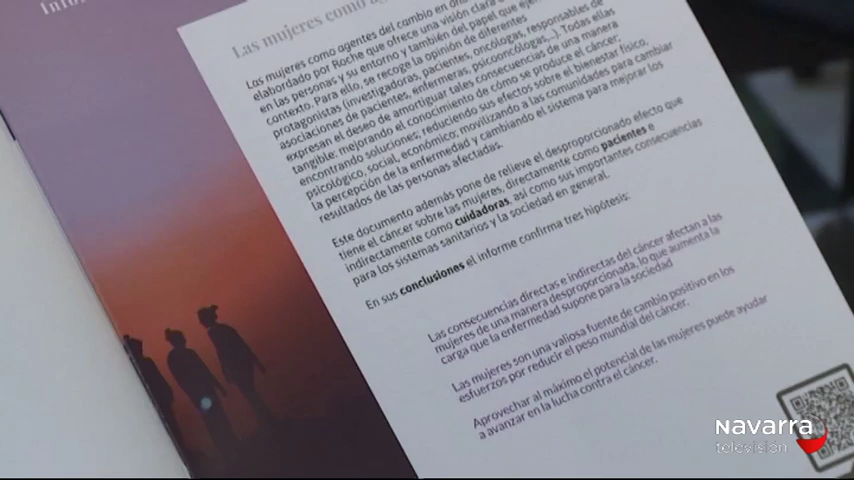 Las mujeres como
Las mujeres como agentes del cambio en
elaborado por Roche que ofrece una visión clara
en las personas y su entorno y también del papel que
contexto. Para ello, se recoge la opinión de diferentes
protagonistas (investigadoras, pacientes, oncólogas, responsables de
asociaciones de pacientes, enfermeras, psicooncólogas,...). Todas ellas
expresan el deseo de amortiguar tales consecuencias de una manera
tangible: mejorando el conocimiento de cómo se produce el cáncer;
encontrando soluciones; reduciendo sus efectos sobre el bienestar físico,
psicológico, social, económico; movilizando a las comunidades para cambiar
la percepción de la enfermedad y cambiando el sistema para mejorar los
resultados de las personas afectadas.
Este documento además pone de relieve el desproporcionado efecto que
tiene el cáncer sobre las mujeres, directamente como pacientes e
indirectamente como cuidadoras, así como sus importantes consecuencias
para los sistemas sanitarios y la sociedad en general.
En sus conclusiones el informe confirma tres hipótesis:
Las consecuencias directas e indirectas del cáncer afectan a las
mujeres de una manera desproporcionada, lo que aumenta la
carga que la enfermedad supone para la sociedad
Las mujeres son una valiosa fuente de cambio positivo en los
esfuerzos por reducir el peso mundial del cáncer.
Aprovechar al máximo el potencial de las mujeres puede ayudar
a avanzar en la lucha contra el cáncer.
Navarra
televisión